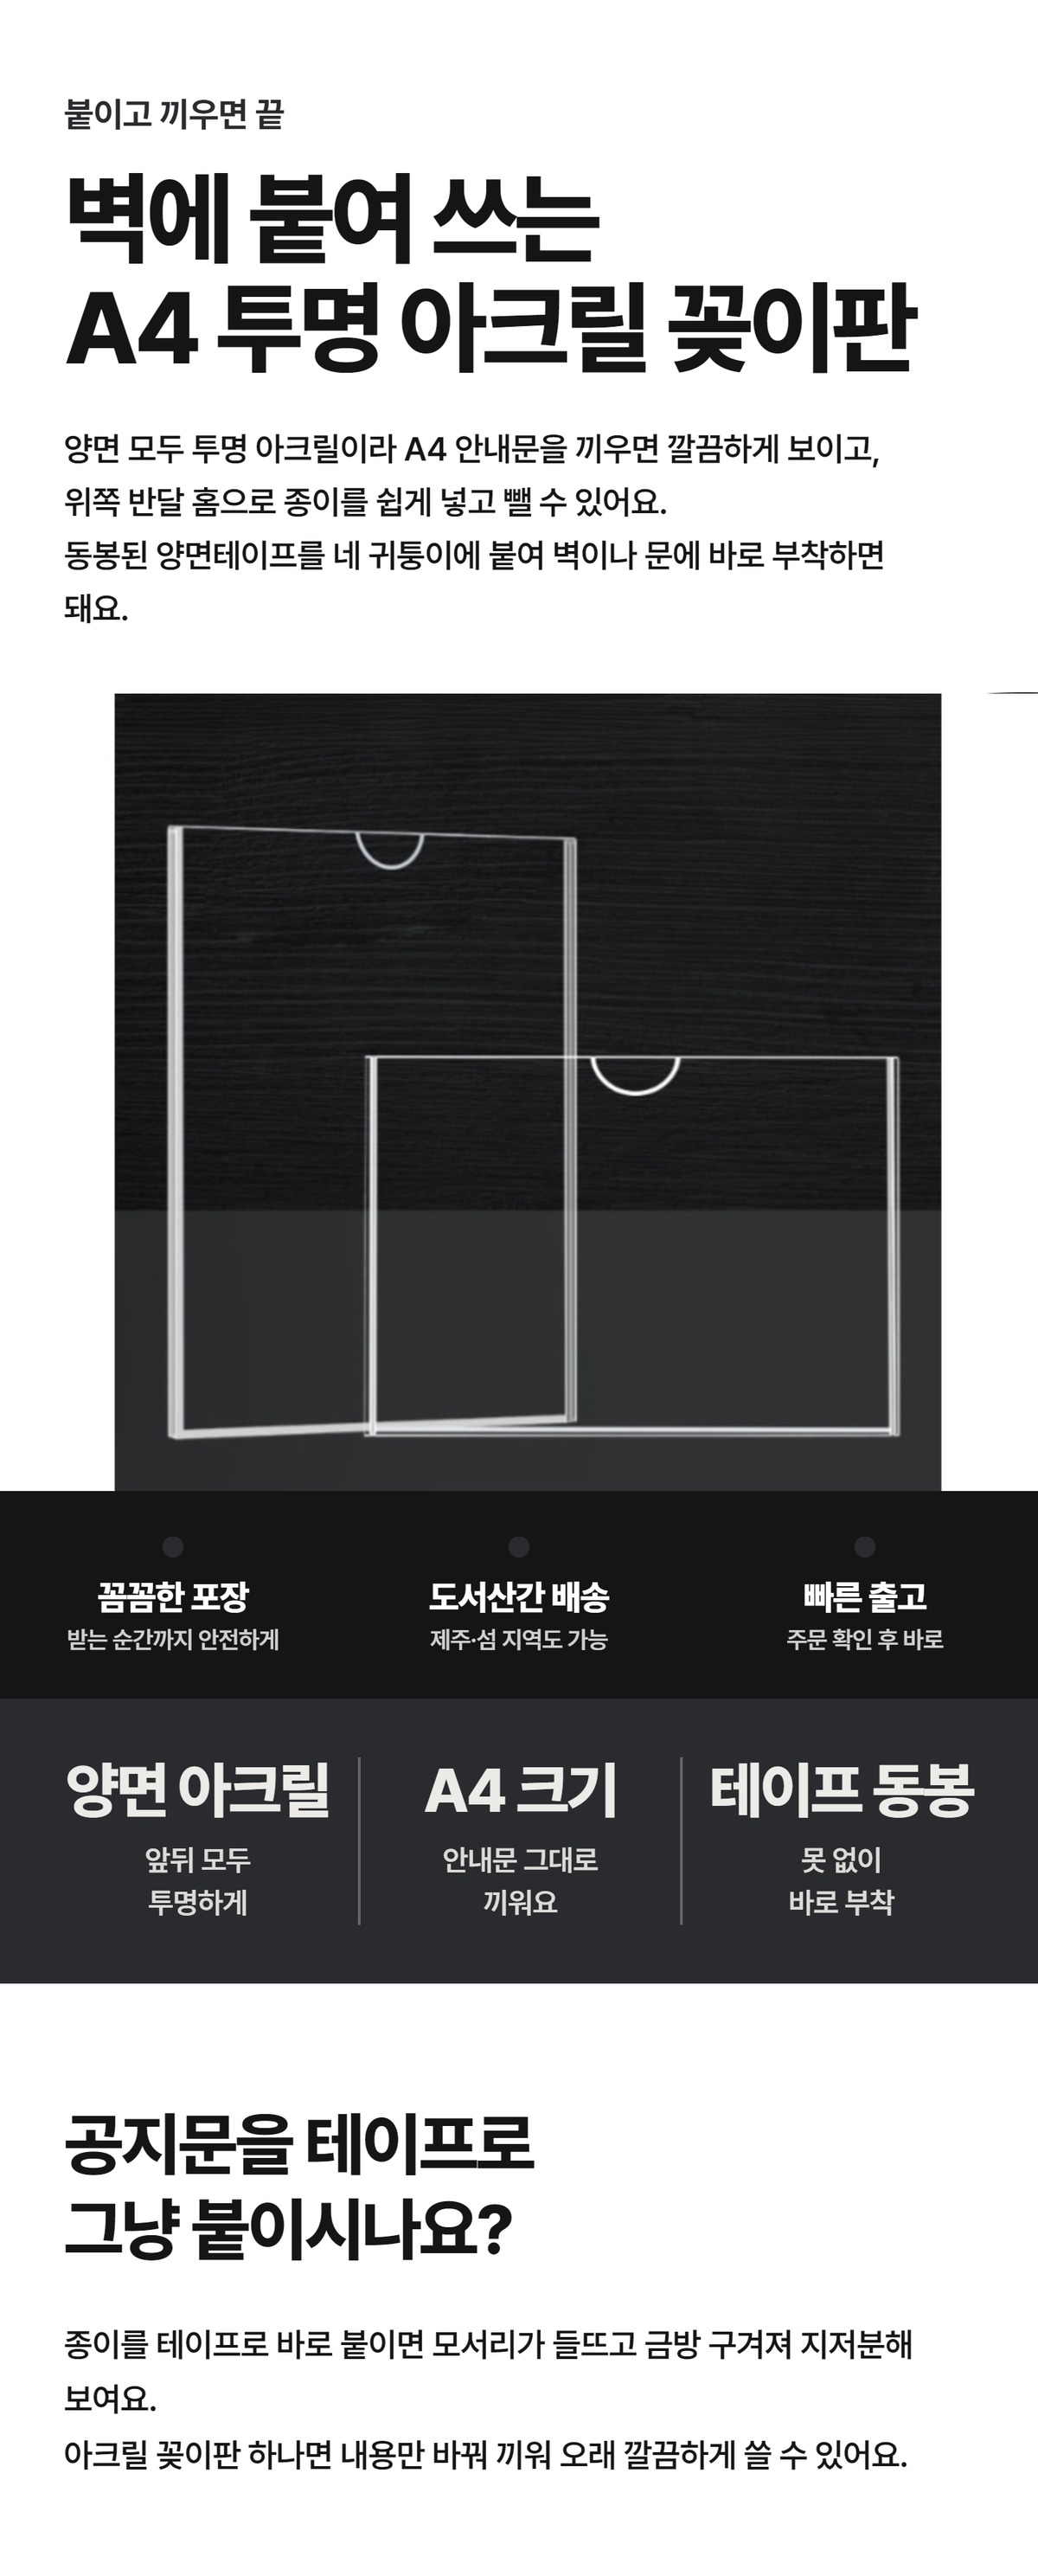 붙이고 끼우면 끝
벽에 붙여 쓰는
A4 투명 아크릴 꽂이판
양면 모두 투명 아크릴이라 A4 안내문을 끼우면 깔끔하게 보이고,
위쪽 반달 홈으로 종이를 쉽게 넣고 뺄 수 있어요.
동봉된 양면테이프를 네 귀퉁이에 붙여 벽이나 문에 바로 부착하면
돼요.
꼼꼼한 포장
받는 순간까지 안전하게
도서산간 배송
제주·섬 지역도 가능
빠른 출고
주문 확인 후 바로
양면 아크릴
앞뒤 모두
투명하게
A4 크기
안내문 그대로
끼워요
테이프 동봉
못 없이
바로 부착
공지문을 테이프로
그냥 붙이시나요?
종이를 테이프로 바로 붙이면 모서리가 들뜨고 금방 구겨져 지저분해
보여요.
아크릴 꽂이판 하나면 내용만 바꿔 끼워 오래 깔끔하게 쓸 수 있어요.